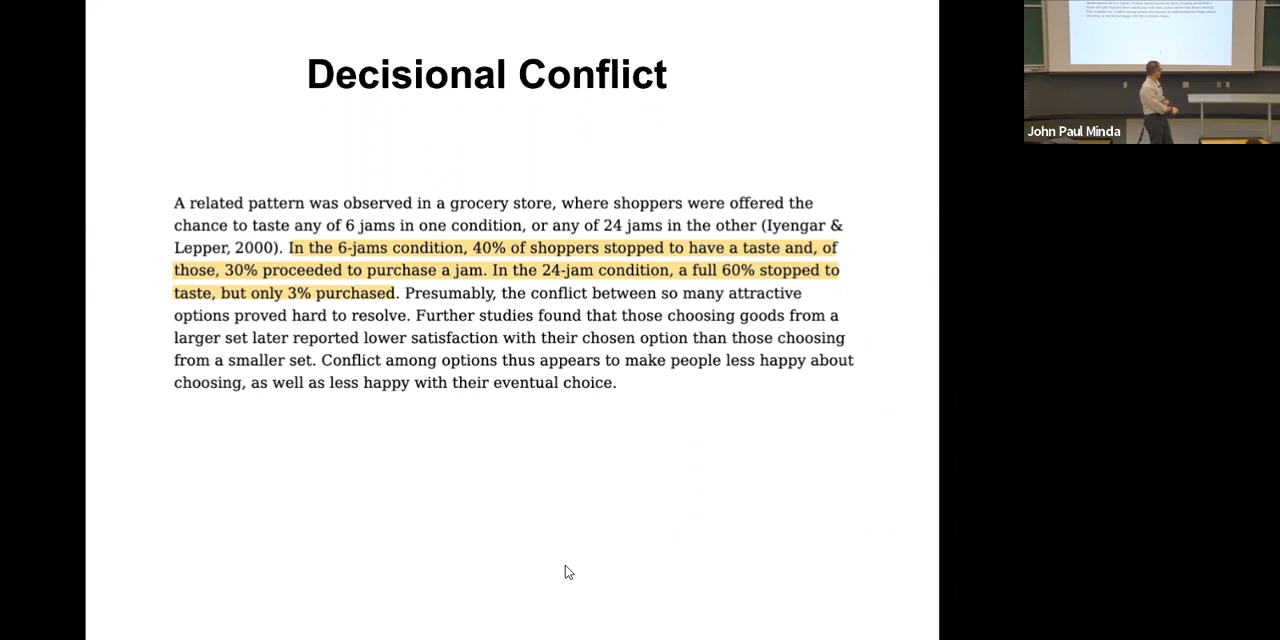 Decisional Conflict
A related pattern was observed in a grocery store, where shoppers were offered the
chance to taste any of 6 jams in one condition, or any of 24 jams in the other (Iyengar &
Lepper, 2000). In the 6-jams condition, 40% of shoppers stopped to have a taste and, of
those, 30% proceeded to purchase a jam. In the 24-jam condition, a full 60% stopped to
taste, but only 3% purchased. Presumably, the conflict between so many attractive
options proved hard to resolve. Further studies found that those choosing goods from a
larger set later reported lower satisfaction with their chosen option than those choosing
from a smaller set. Conflict among options thus appears to make people less happy about
choosing, as well as less happy with their eventual choice.
John Paul Minda